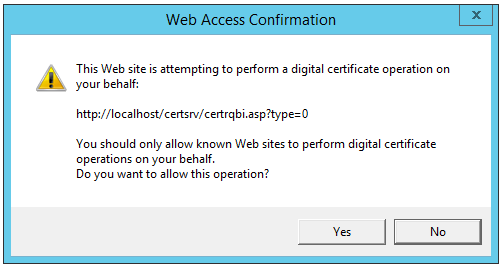 Web Access Confirmation
x
This Web site is attempting to perform a digital certificate operation on
your behalf:
http://localhost/certsrv/certrqbi.asp?type=0
You should only allow known Web sites to perform digital certificate
operations on your behalf.
Do you want to allow this operation?
Yes
No